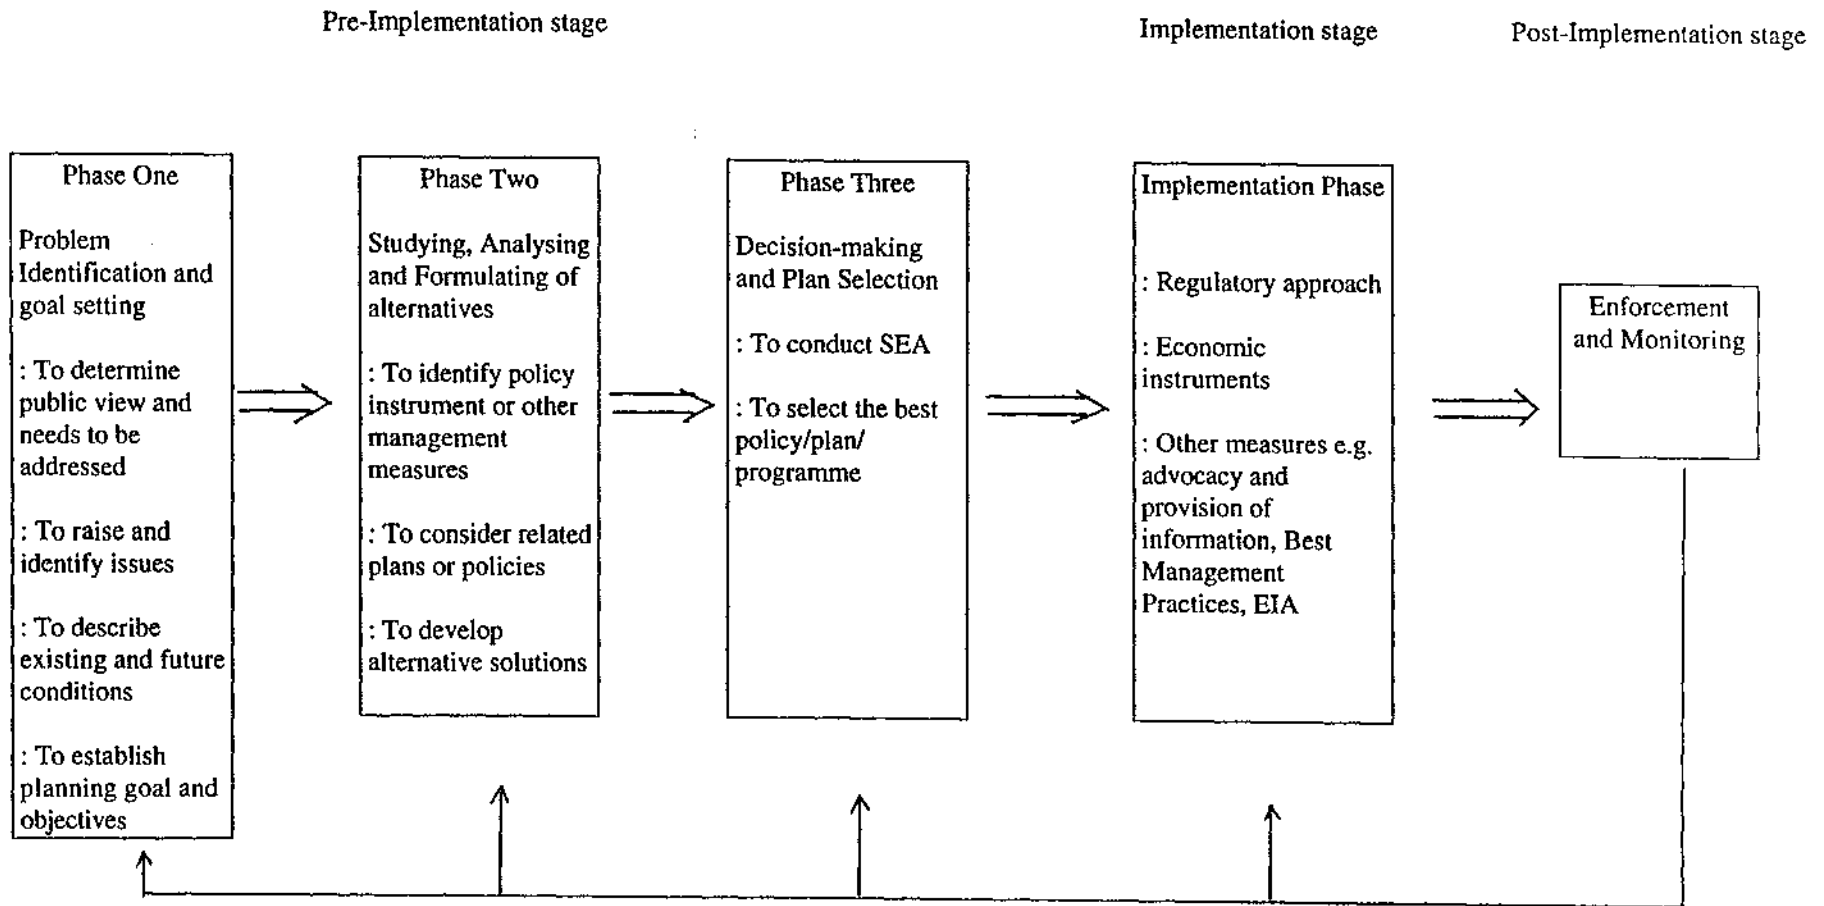 Pre-Implementation stage
Implementation stage
Post-Implementation stage
Phase One
Problem
Identification and
goal setting
: To determine
public view and
needs to be
addressed
: To raise and
identify issues
: To describe
existing and future
conditions
: To establish
planning goal and
objectives
Phase Two
Studying, Analysing
and Formulating of
alternatives
: To identify policy
instrument or other
management
measures
: To consider related
plans or policies
: To develop
alternative solutions
Phase Three
Decision-making
and Plan Selection
: To conduct SEA
: To select the best
policy/plan/
programme
Implementation Phase
: Regulatory approach
: Economic
instruments
: Other measures e.g.
advocacy and
provision of
information, Best
Management
Practices, EIA
Enforcement
and Monitoring